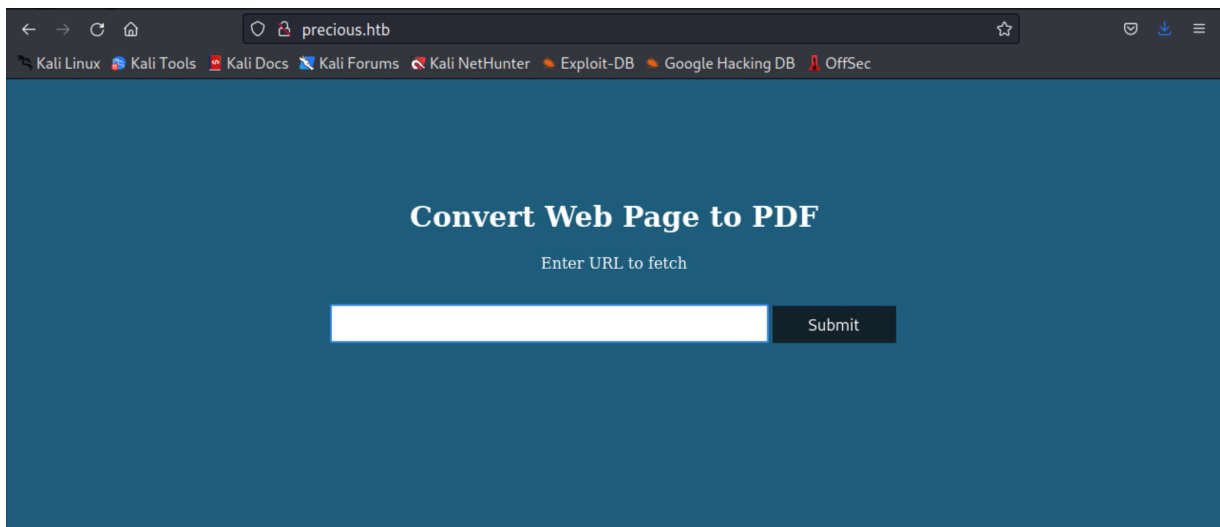 precious.htb
Kali Linux Kali Tools Kali Docs Kali Forums Kali NetHunter Exploit-DB Google Hacking DB OffSec
Convert Web Page to PDF
Enter URL to fetch
Submit